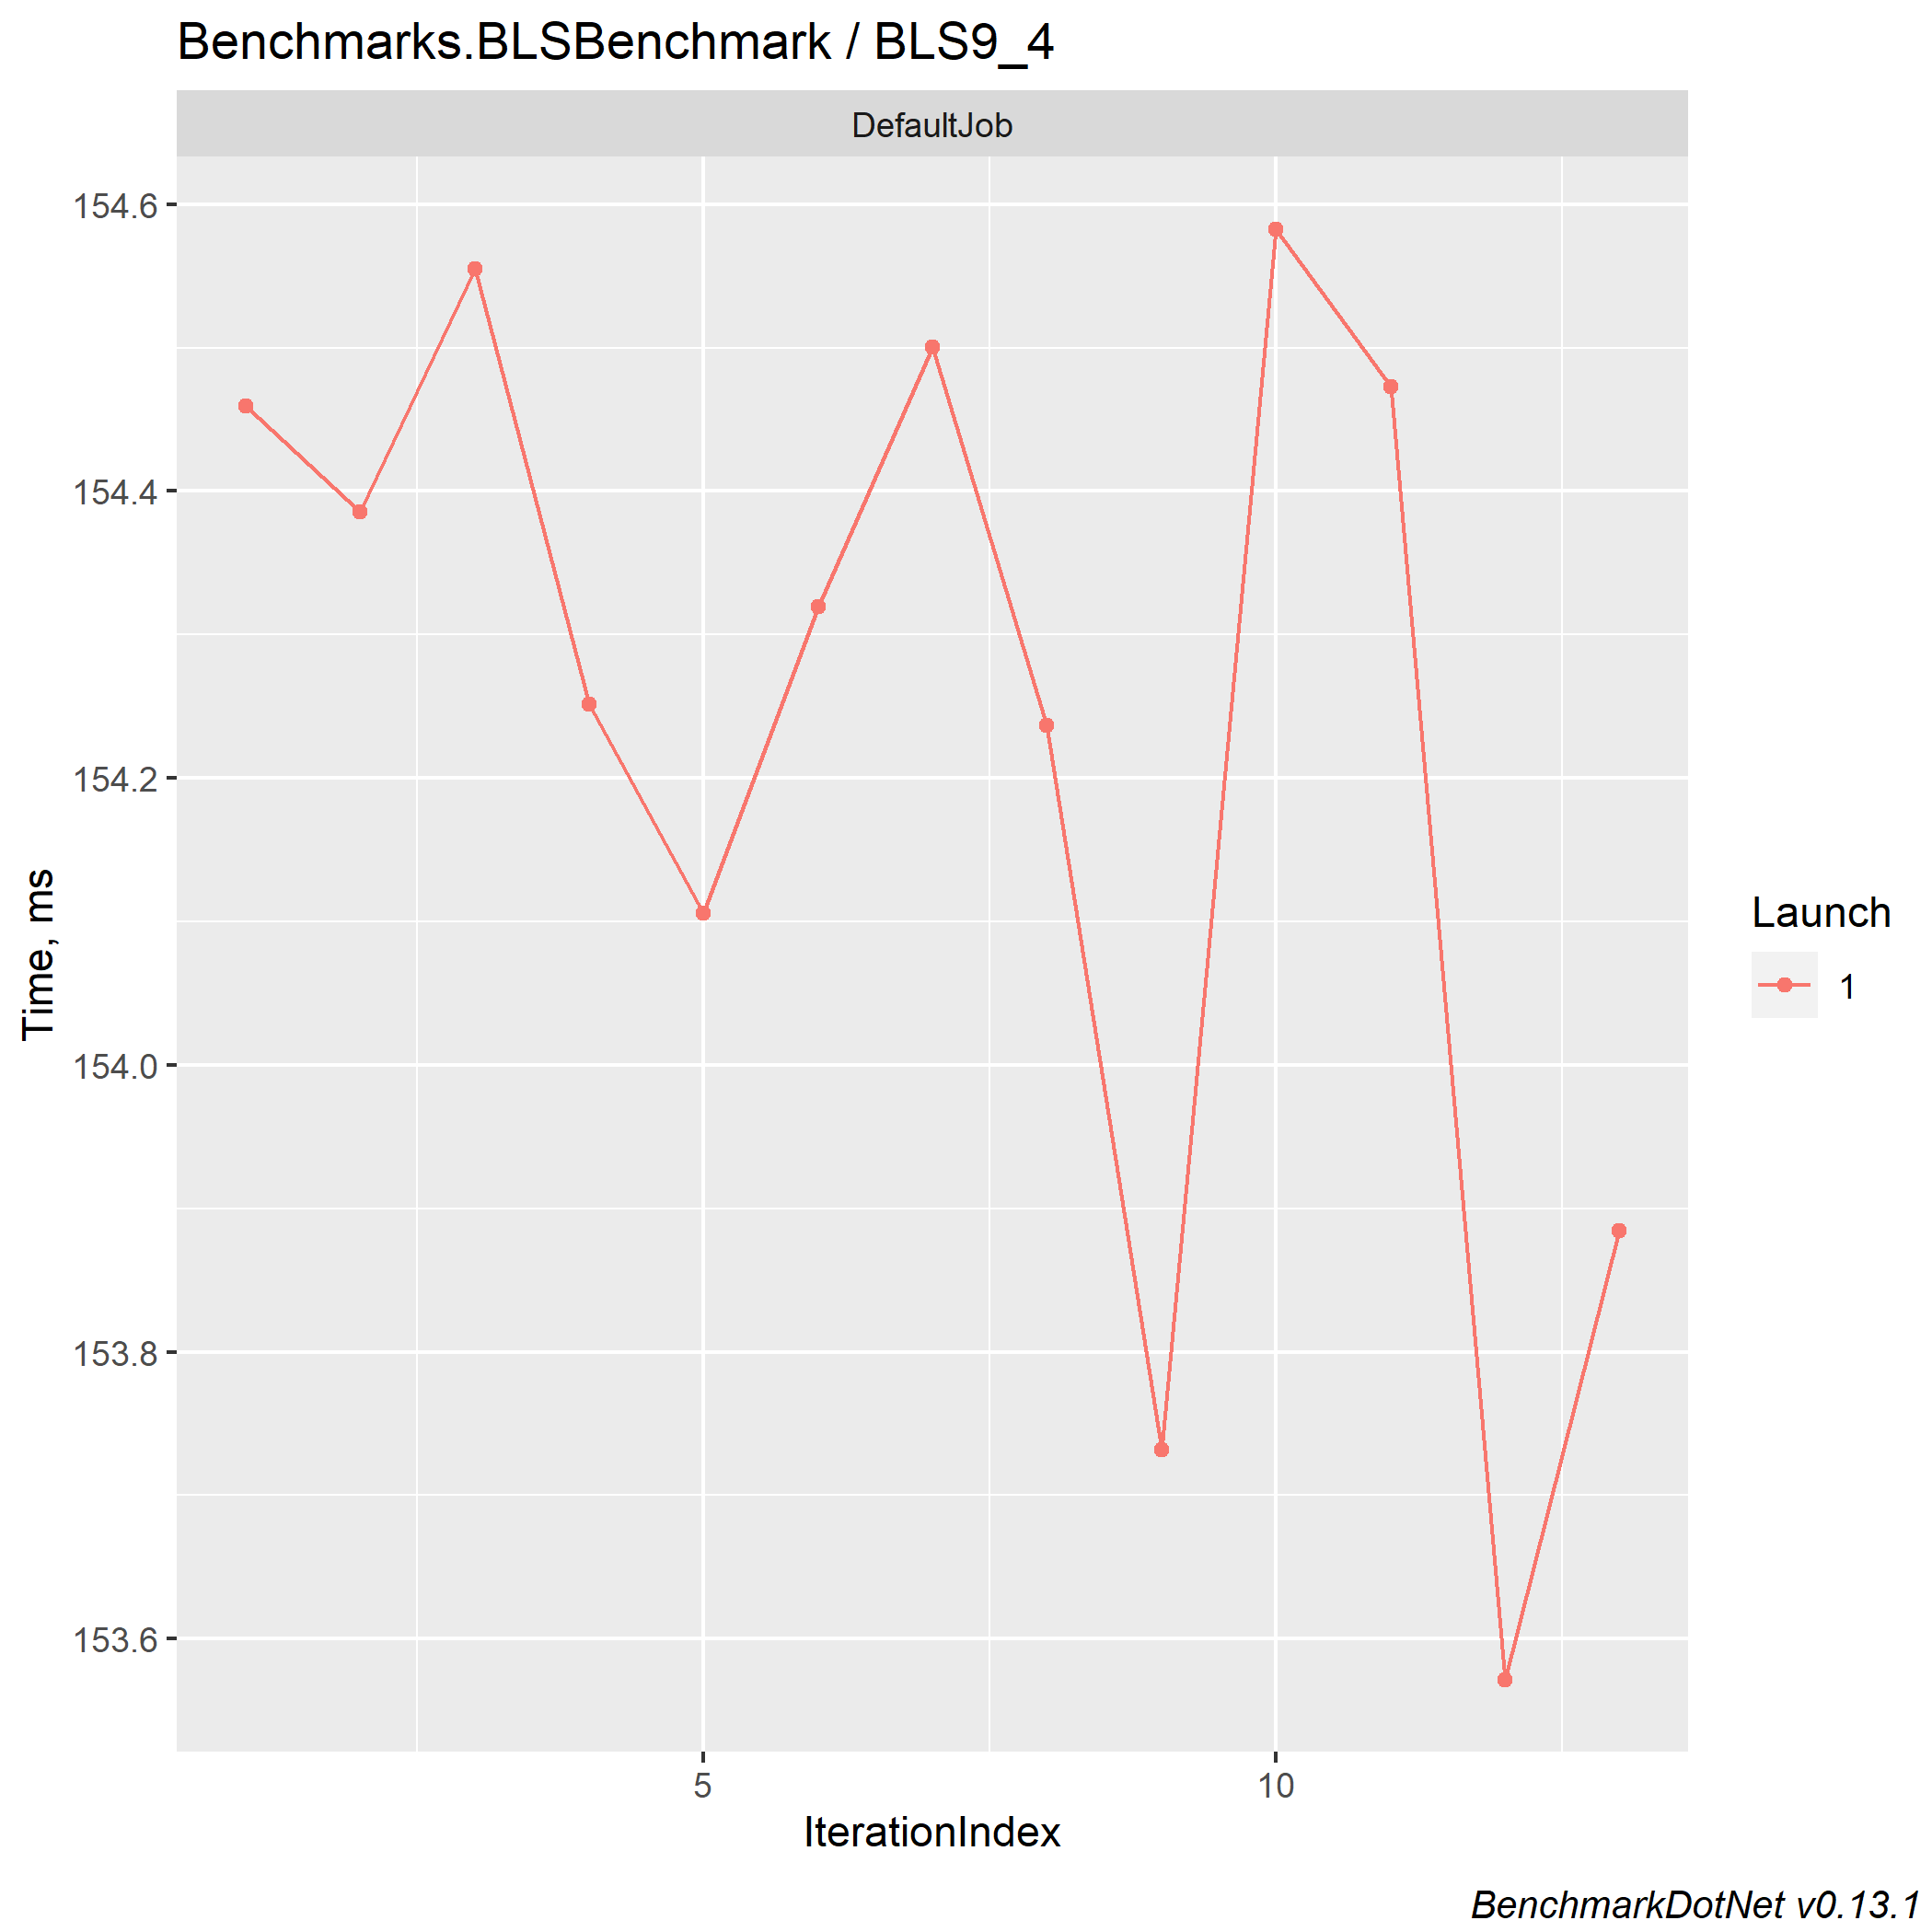 Benchmarks.BLSBenchmark / BLS9_4
DefaultJob
154.6
154.4
154.2
154.0
153.8
153.6
Time, ms
5
10
IterationIndex
Launch
1
BenchmarkDotNet v0.13.1